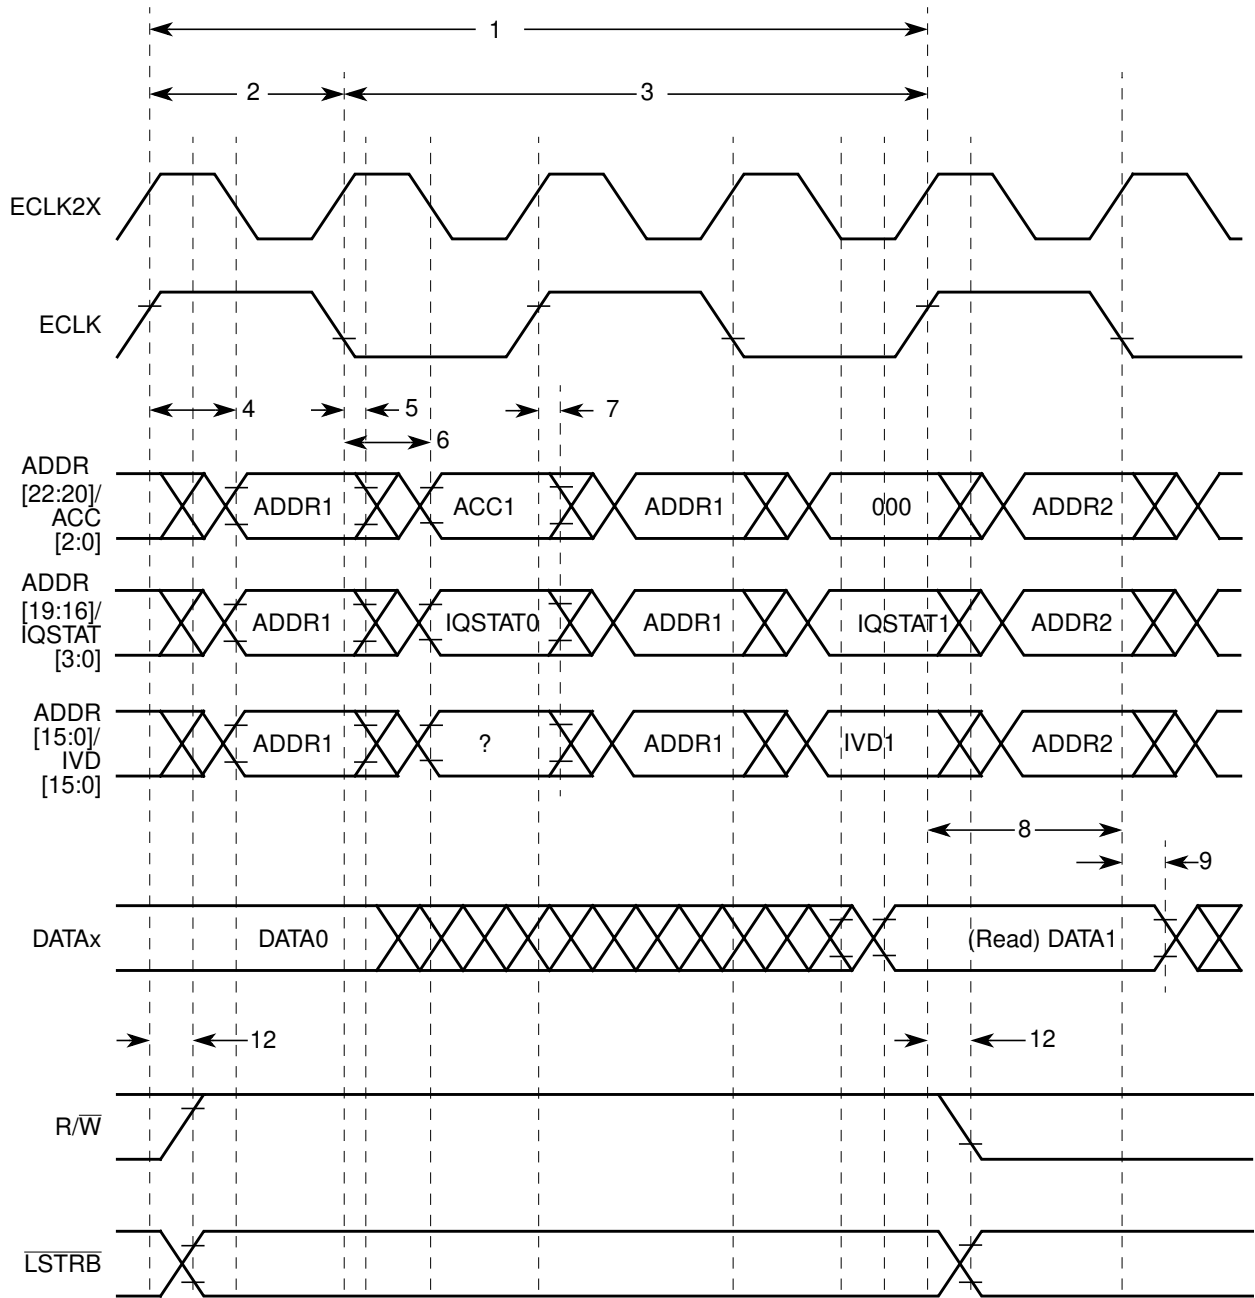 1
2
3
ECLK2X
ECLK
4
5
7
6
ADDR
[22:20]/
ACC
[2:0]
ADDR1
ACC1
ADDR1
000
ADDR2
ADDR
[19:16]/
IQSTAT
[3:0]
ADDR1
IQSTAT0
ADDR1
IQSTAT1
ADDR2
ADDR
[15:0]/
IVD
[15:0]
ADDR1
?
ADDR1
IVD1
ADDR2
8
9
DATAx
DATA0
(Read) DATA1
12
12
R/W̅
L̅S̅T̅R̅B̅